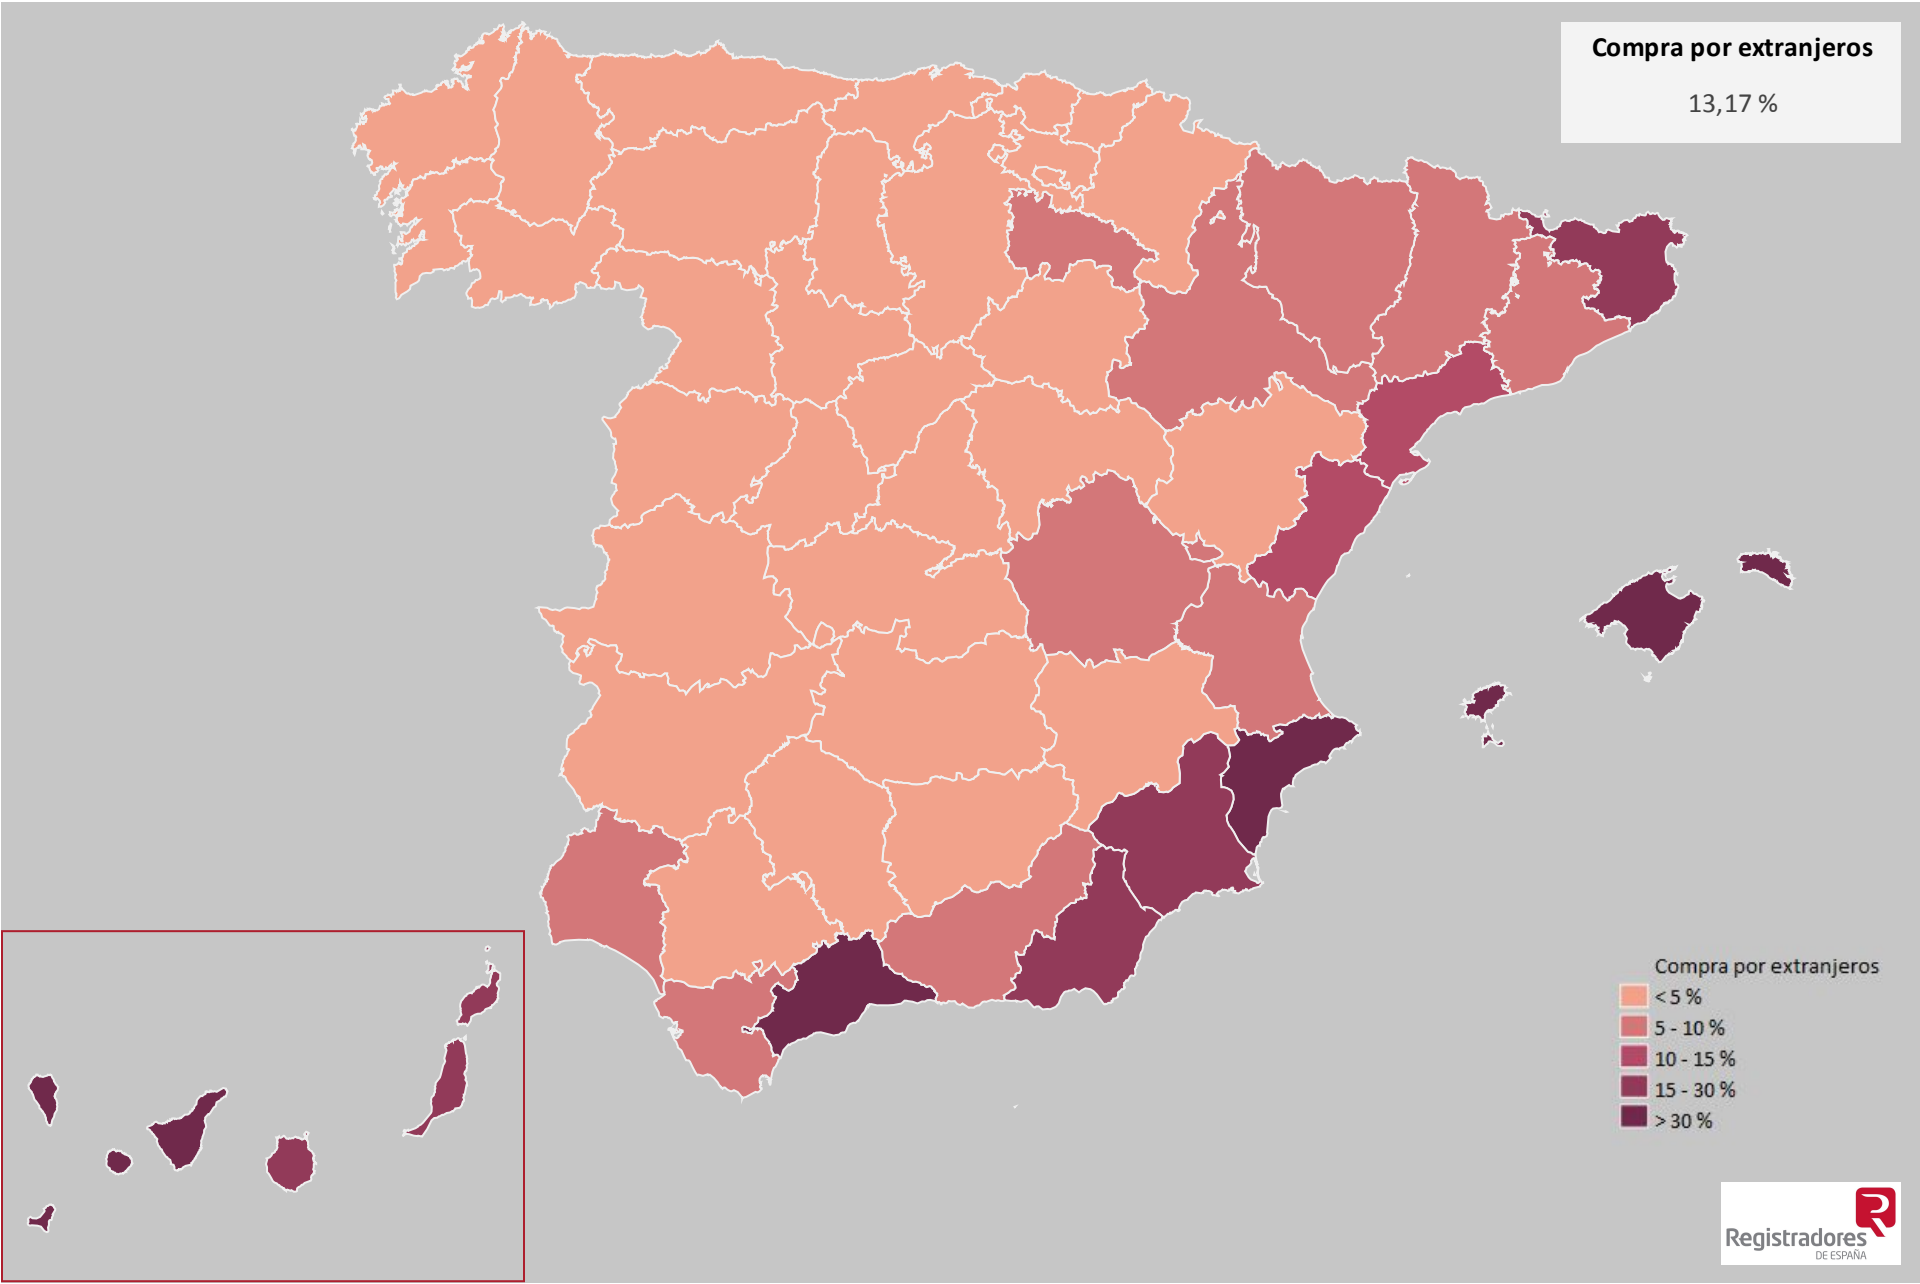 Compra por extranjeros
13,17 %
Compra por extranjeros
< 5 %
5 - 10 %
10 - 15 %
15 - 30 %
> 30 %
Registradores
DE ESPAÑA